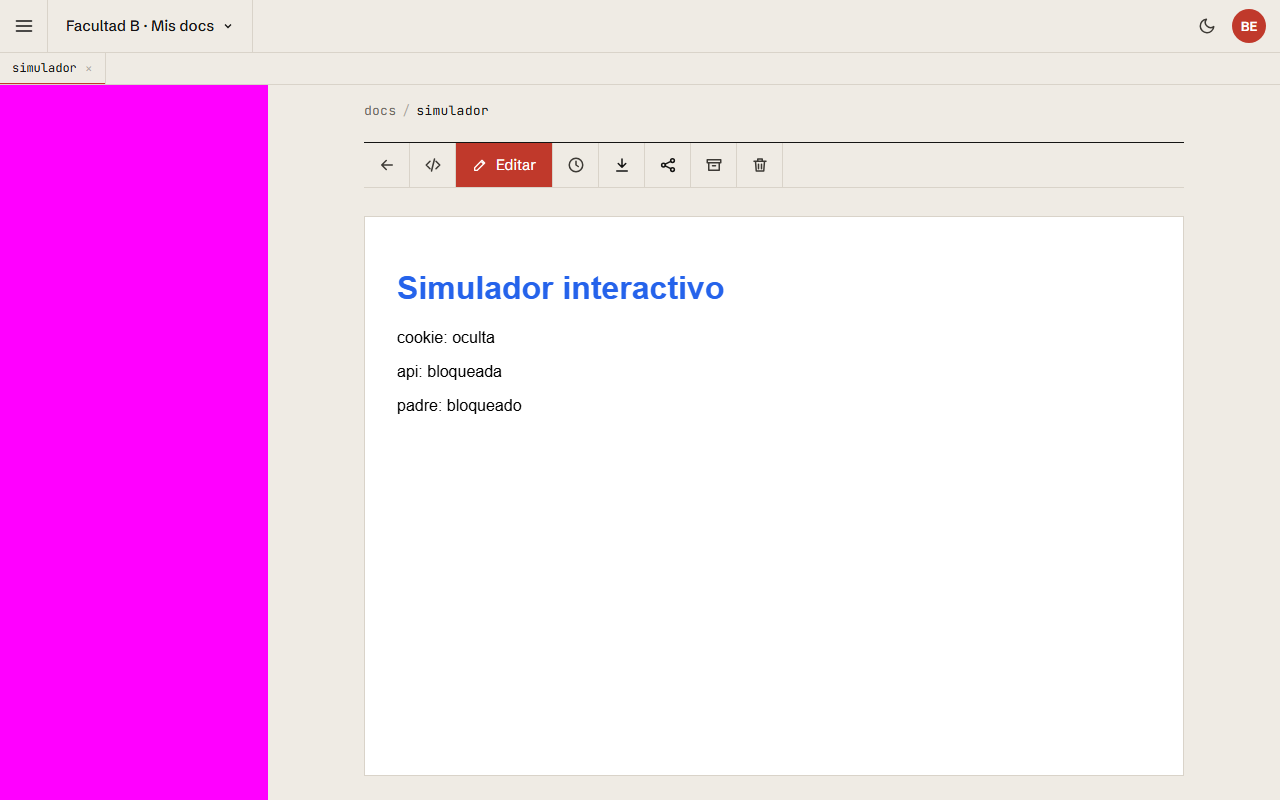 Facultad B · Mis docs
BE
simulador ×
docs / simulador
Editar
Simulador interactivo
cookie: oculta
api: bloqueada
padre: bloqueado